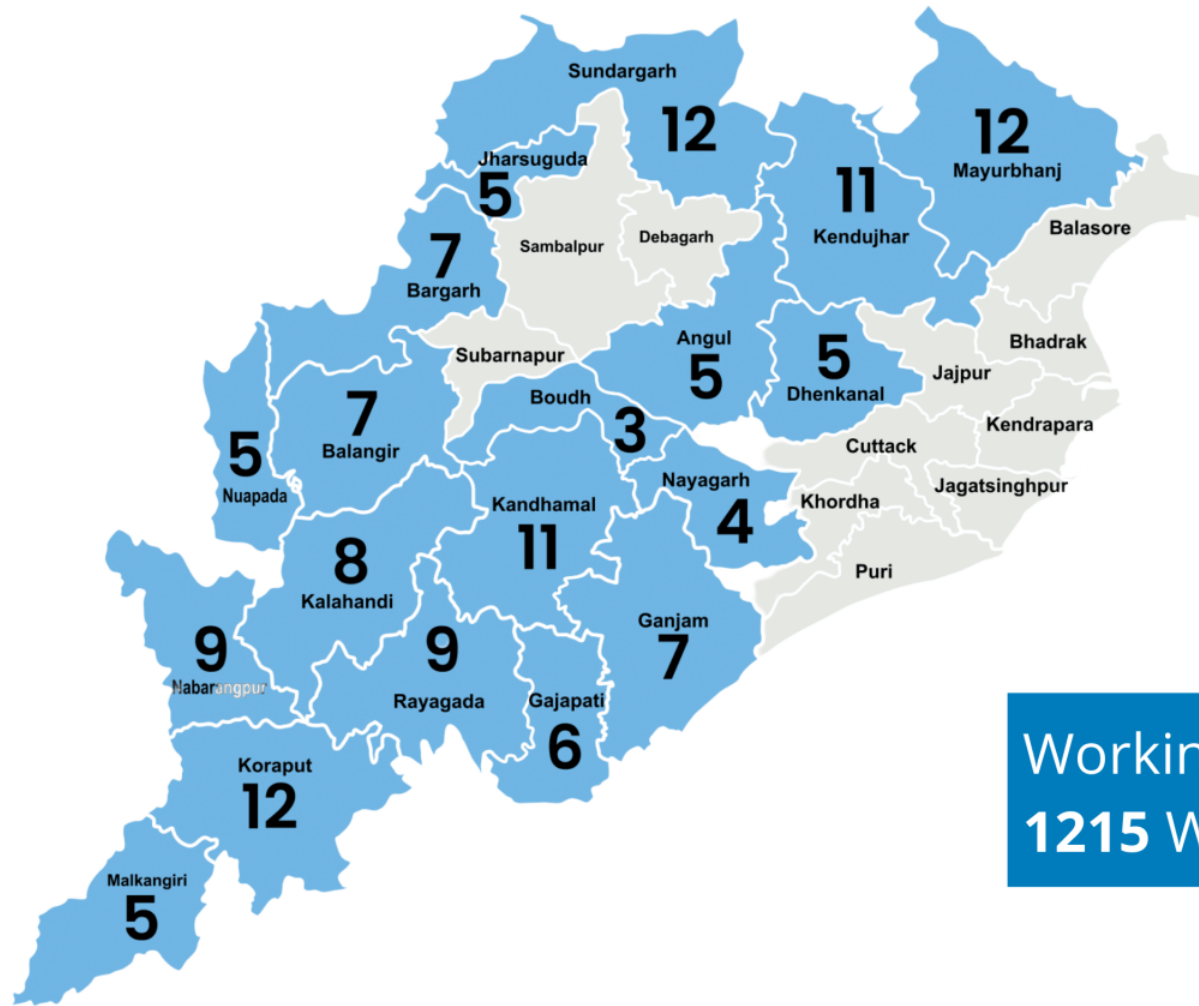 Sundargarh
12
Jharsuguda
5
12
Mayurbhanj
11
Kendujhar
Balasore
Sambalpur
Debagarh
7
Bargarh
Angul
5
5
Dhenkanal
Bhadrak
Jajpur
Subarnapur
Boudh
3
7
Balangir
Kendrapara
Cuttack
5
Nuapada
Nayagarh
4
Khordha
Jagatsinghpur
Kandhamal
11
8
Kalahandi
Puri
Ganjam
7
9
Nabarangpur
9
Rayagada
Gajapati
6
Koraput
12
Malkangiri
5
1215